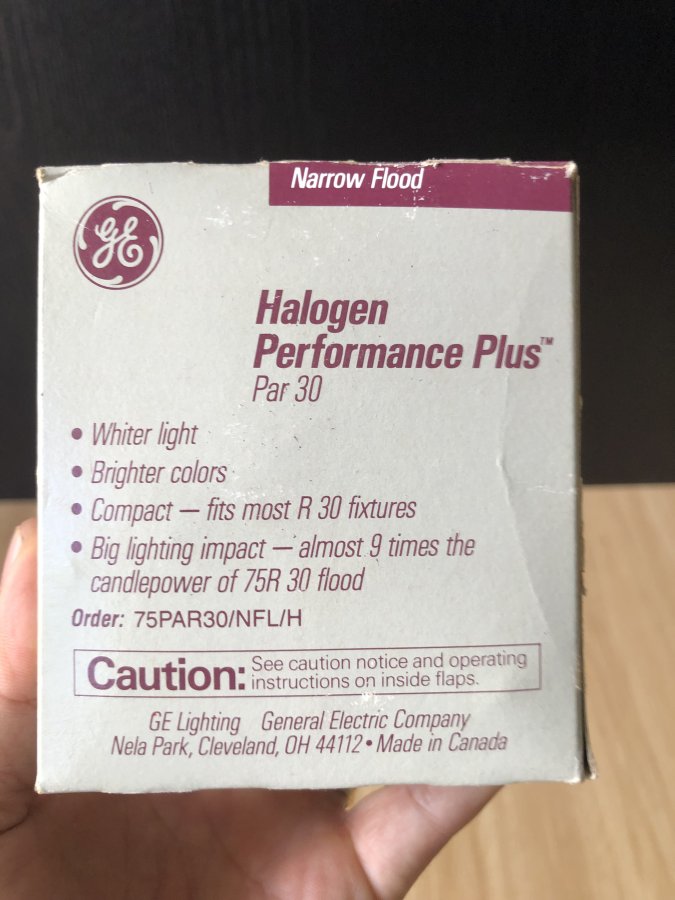 Narrow Flood
GE
Halogen
Performance Plus™
Par 30
• Whiter light
• Brighter colors
• Compact — fits most R 30 fixtures
• Big lighting impact — almost 9 times the
candlepower of 75R 30 flood
Order: 75PAR30/NFL/H
Caution: See caution notice and operating
instructions on inside flaps.
GE Lighting General Electric Company
Nela Park, Cleveland, OH 44112 • Made in Canada